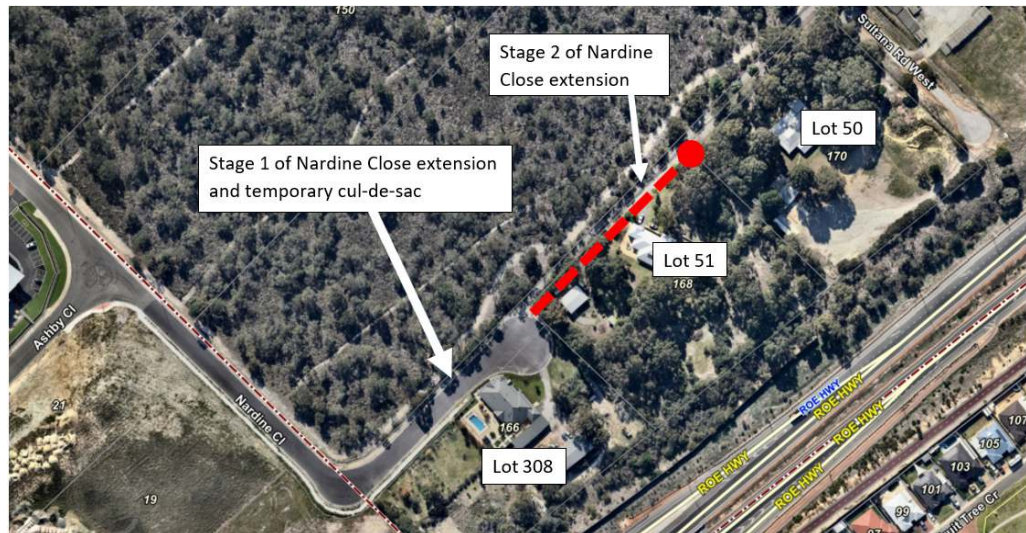 150
Sultana Rd West
Stage 2 of Nardine
Close extension
Lot 50
170
Stage 1 of Nardine Close extension
and temporary cul-de-sac
Lot 51
168
Ashby Cl
21
Nardine Cl
166
Lot 308
19
ROE HWY
ROE HWY
ROE HWY
ROE HWY
ROE HWY
107
105
103
101
99
97
uit Tree Cr